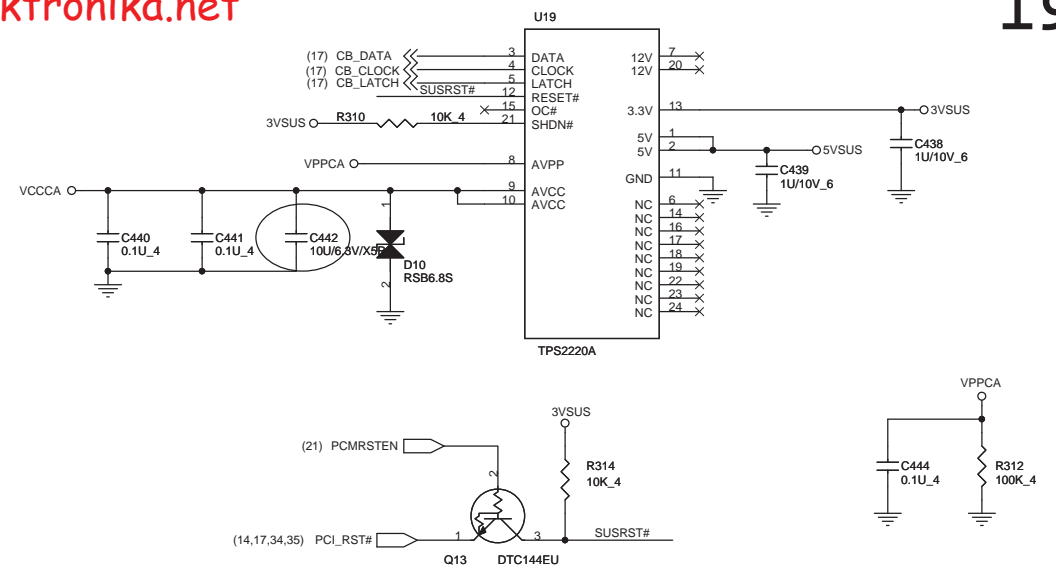 ktronika.net
19
U19
(17) CB_DATA
(17) CB_CLOCK
(17) CB_LATCH
SUSRST#
3VSUS
R310
10K_4
VPPCA
VCCCA
3 DATA
4 CLOCK
5 LATCH
12 RESET#
15 OC#
21 SHDN#
8 AVPP
9 AVCC
10 AVCC
12V 7
12V 20
3.3V 13
5V 1
5V 2
GND 11
NC 6
NC 14
NC 16
NC 17
NC 18
NC 19
NC 22
NC 23
NC 24
TPS2220A
3VSUS
C438
1U/10V_6
5VSUS
C439
1U/10V_6
C440
0.1U_4
C441
0.1U_4
C442
10U/6.3V/X5R
1
2
D10
RSB6.8S
(21) PCMRSTEN
2
3VSUS
R314
10K_4
(14,17,34,35) PCI_RST#
1
3
SUSRST#
Q13
DTC144EU
VPPCA
C444
0.1U_4
R312
100K_4